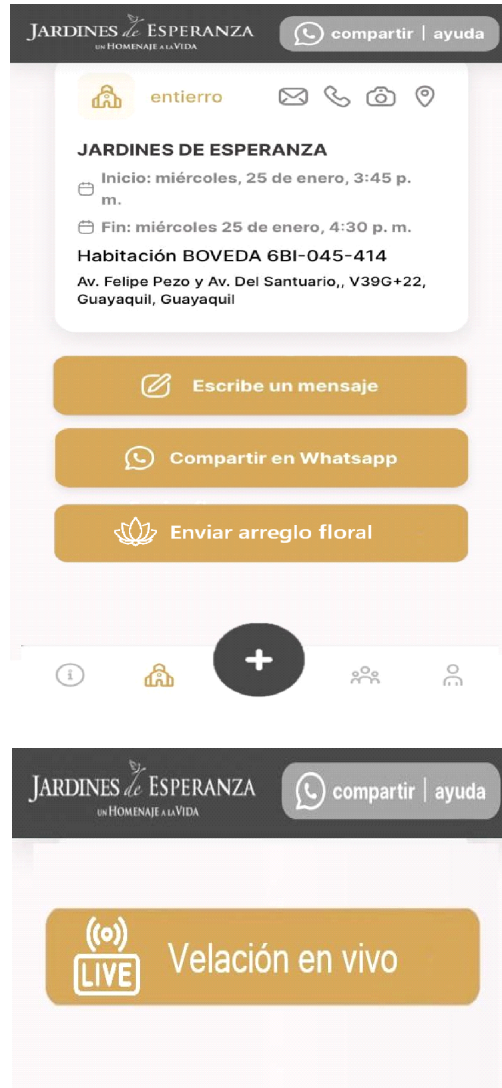 JARDINES de ESPERANZA
UN HOMENAJE A LA VIDA
compartir | ayuda
entierro
JARDINES DE ESPERANZA
Inicio: miércoles, 25 de enero, 3:45 p.
m.
Fin: miércoles 25 de enero, 4:30 p. m.
Habitación BOVEDA 6BI-045-414
Av. Felipe Pezo y Av. Del Santuario,, V39G+22,
Guayaquil, Guayaquil
Escribe un mensaje
Compartir en Whatsapp
Enviar arreglo floral
JARDINES de ESPERANZA
UN HOMENAJE A LA VIDA
compartir | ayuda
LIVE
Velación en vivo